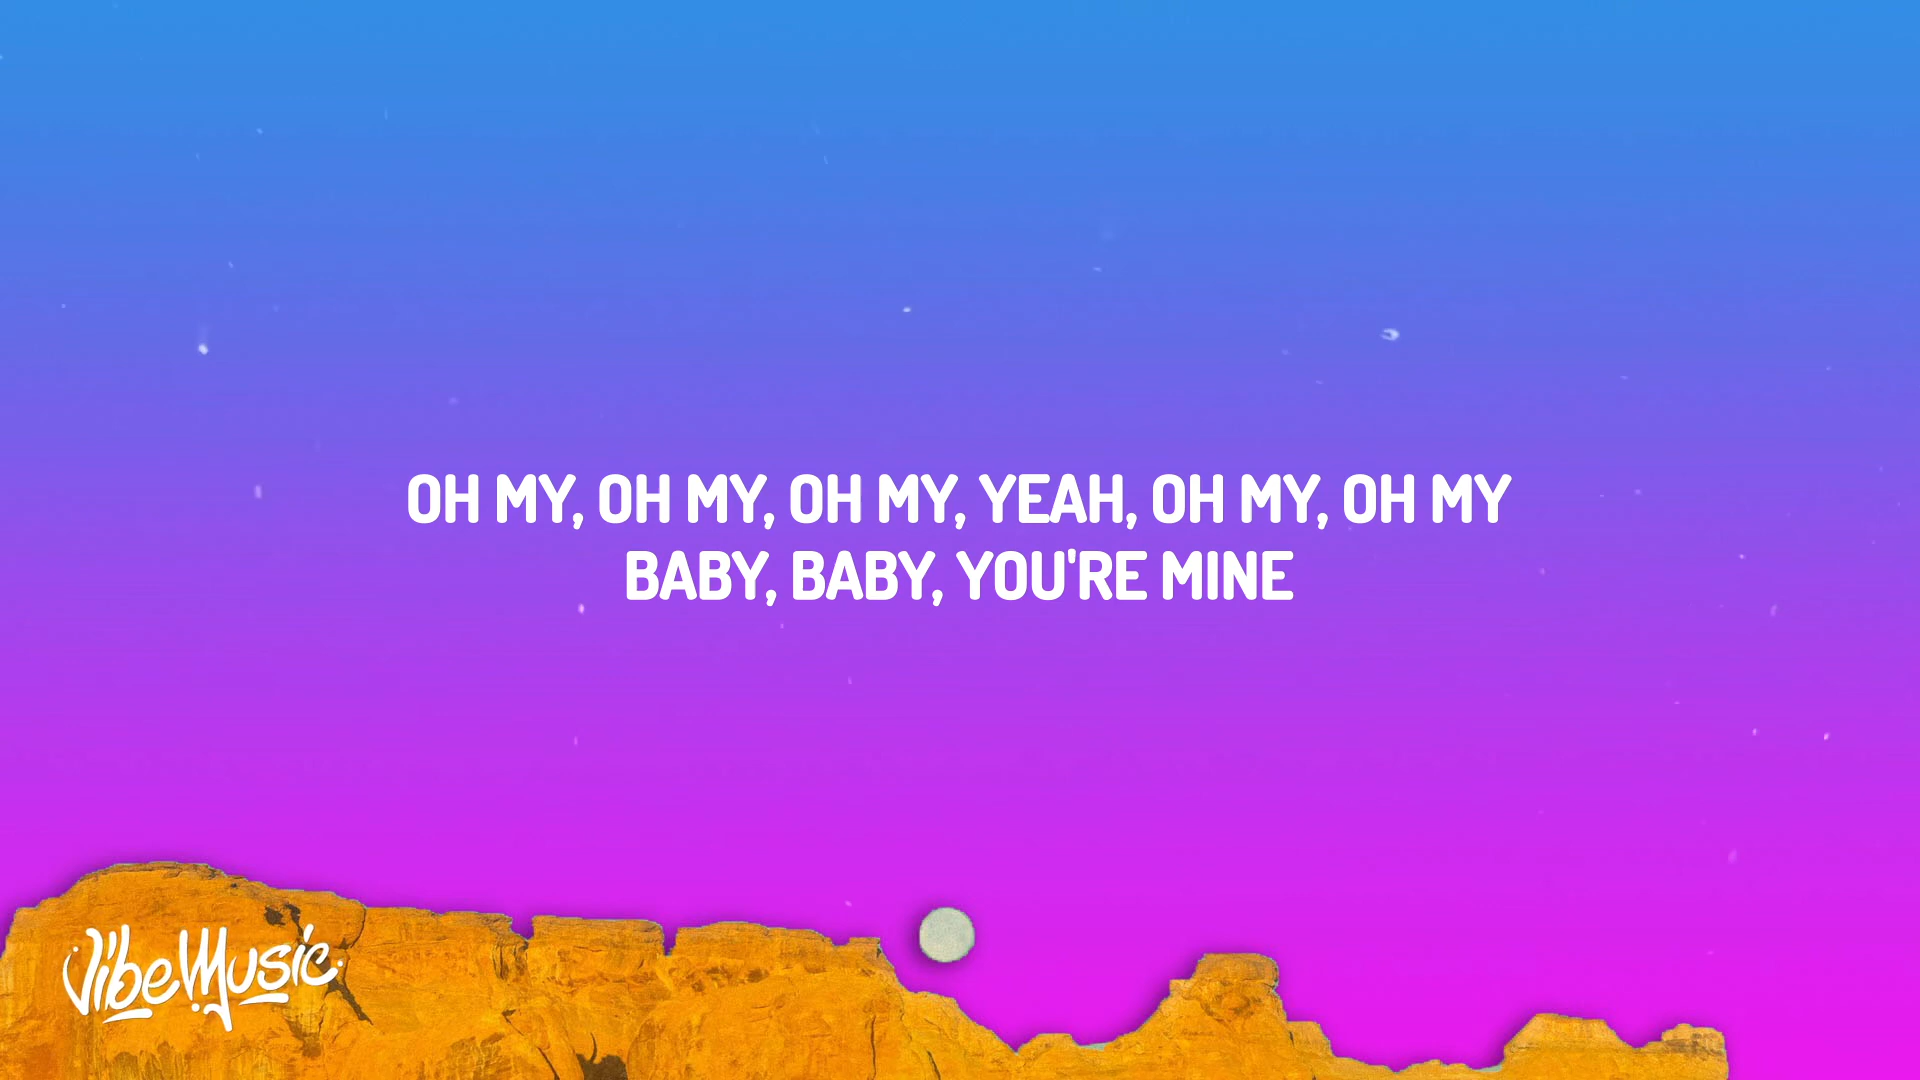 OH MY, OH MY, OH MY, YEAH, OH MY, OH MY
BABY, BABY, YOU'RE MINE
VibeMusic